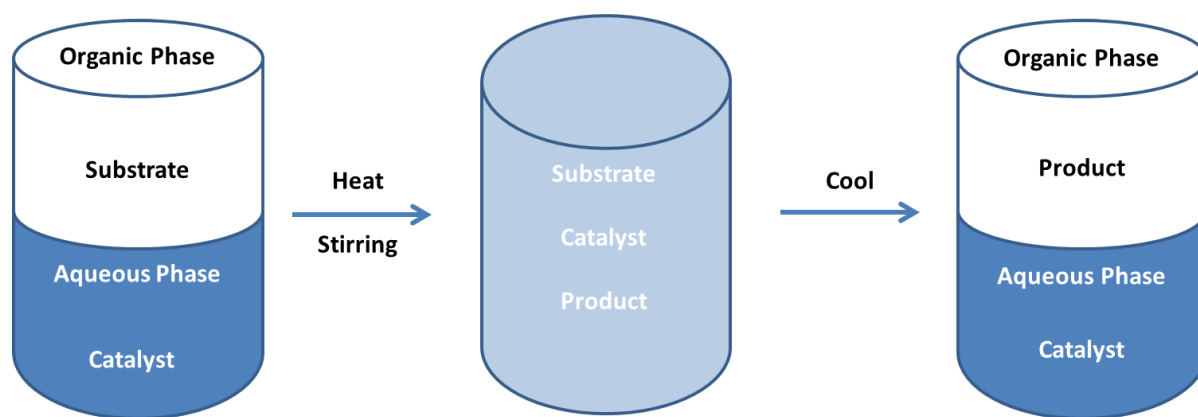 Organic Phase
Substrate
Aqueous Phase
Catalyst
Heat
Stirring
Substrate
Catalyst
Product
Cool
Organic Phase
Product
Aqueous Phase
Catalyst